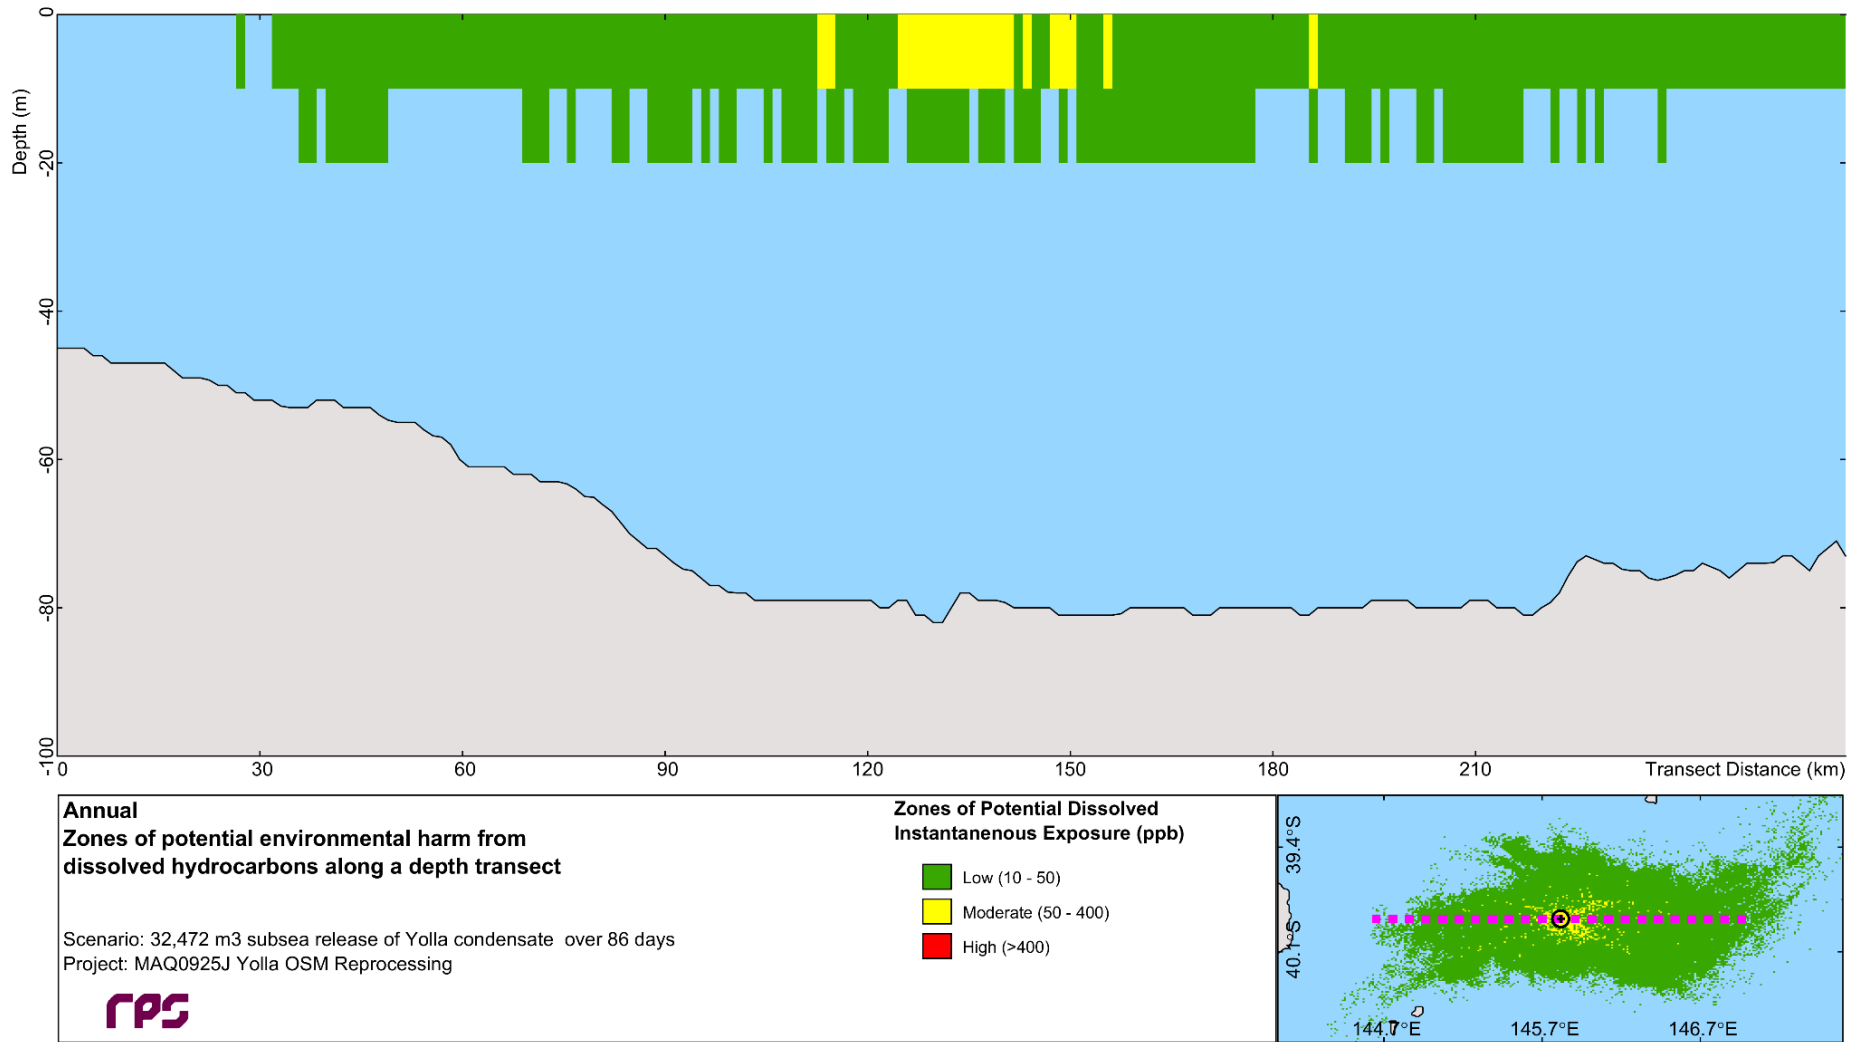 0
-20
-40
-60
-80
-100
Depth (m)
0
30
60
90
120
150
180
210
Transect Distance (km)
Annual
Zones of potential environmental harm from
dissolved hydrocarbons along a depth transect
Scenario: 32,472 m3 subsea release of Yolla condensate over 86 days
Project: MAQ0925J Yolla OSM Reprocessing
rps
Zones of Potential Dissolved
Instantanenous Exposure (ppb)
Low (10 - 50)
Moderate (50 - 400)
High (>400)
39.4°S
40.1°S
144.7°E
145.7°E
146.7°E